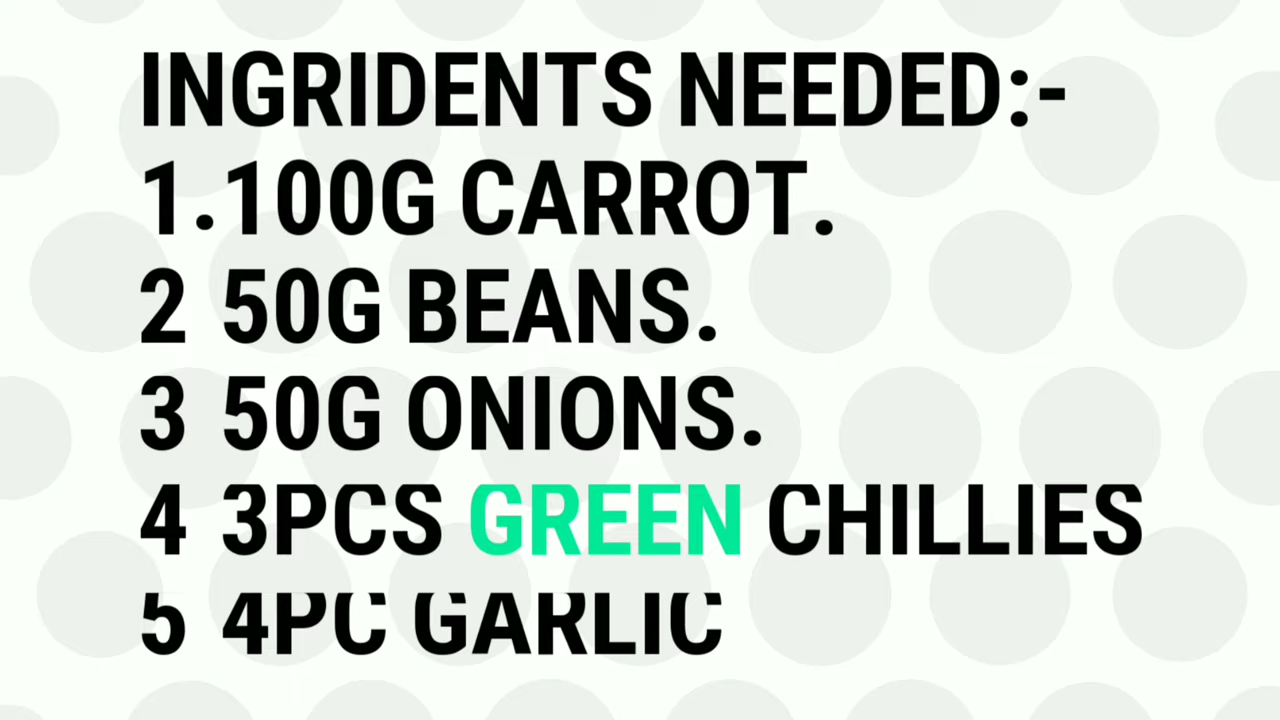 INGRIDENTS NEEDED:-
1.100G CARROT.
2 50G BEANS.
3 50G ONIONS.
4 3PCS GREEN CHILLIES
5 4PC GARLIC